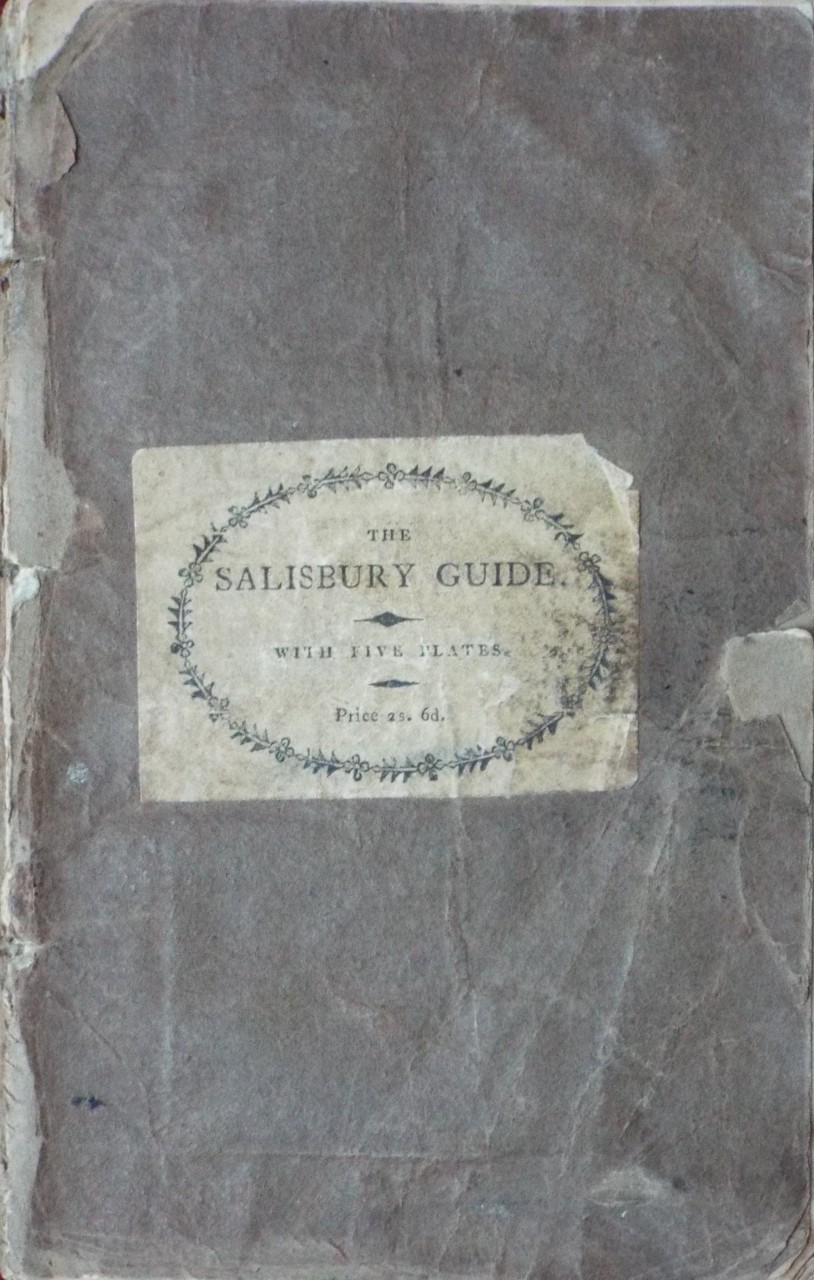 THE
SALISBURY GUIDE.
WITH FIVE PLATES.
Price 2s. 6d.